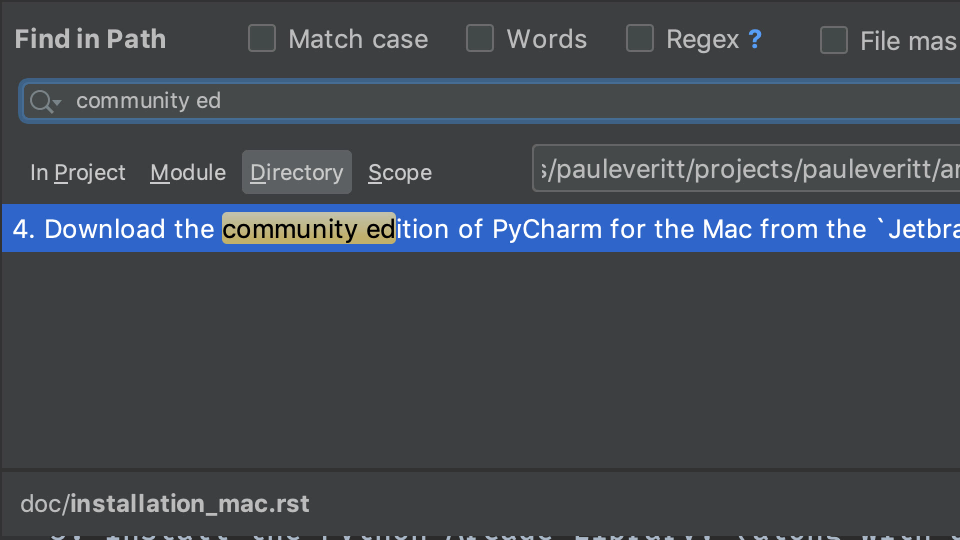 Find in Path Match case Words Regex ? File mas
community ed
In Project Module Directory Scope s/pauleveritt/projects/pauleveritt/ar
4. Download the community edition of PyCharm for the Mac from the `Jetbra
doc/installation_mac.rst